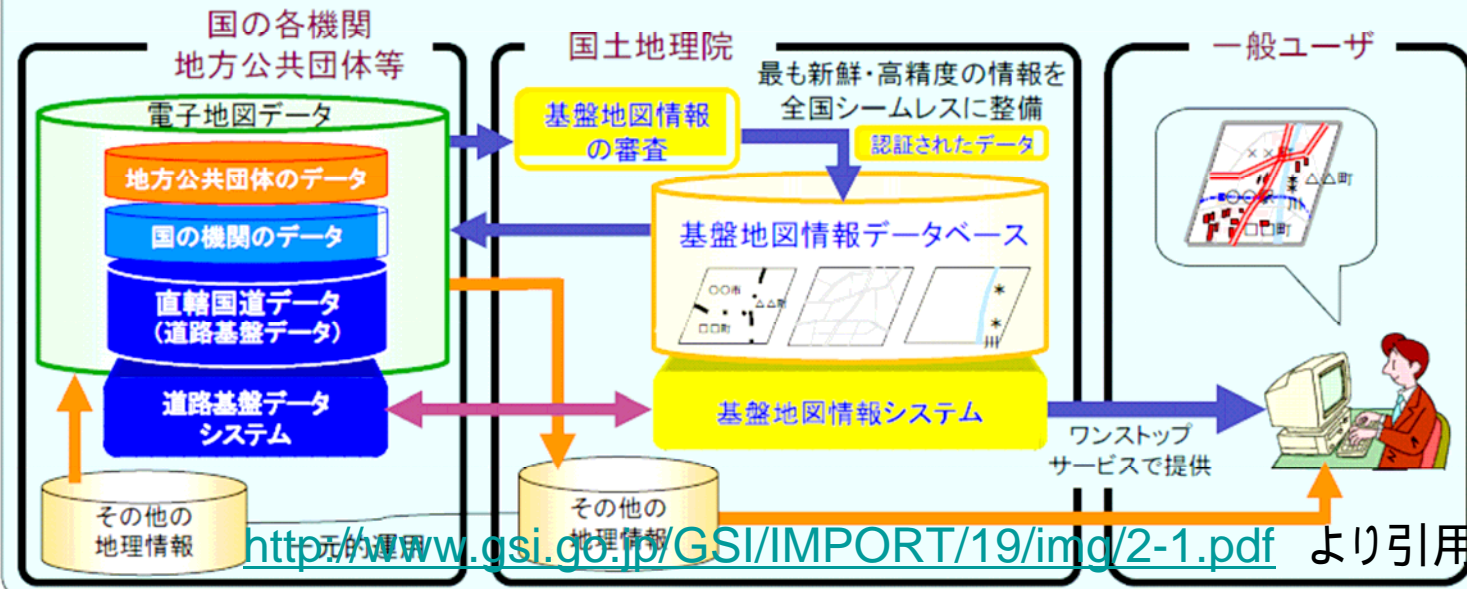 国の各機関
地方公共団体等
電子地図データ
地方公共団体のデータ
国の機関のデータ
直轄国道データ
(道路基盤データ)
道路基盤データ
システム
その他の
地理情報
一元的運用
国土地理院
基盤地図情報
の審査
最も新鮮・高精度の情報を
全国シームレスに整備
認証されたデータ
基盤地図情報データベース
○○市
△△町
□□町
川
基盤地図情報システム
その他の
地理情報
ワンストップ
サービスで提供
一般ユーザ
××町
△△町
川
○○
□□町
http://www.gsi.go.jp/GSI/IMPORT/19/img/2-1.pdf より引用